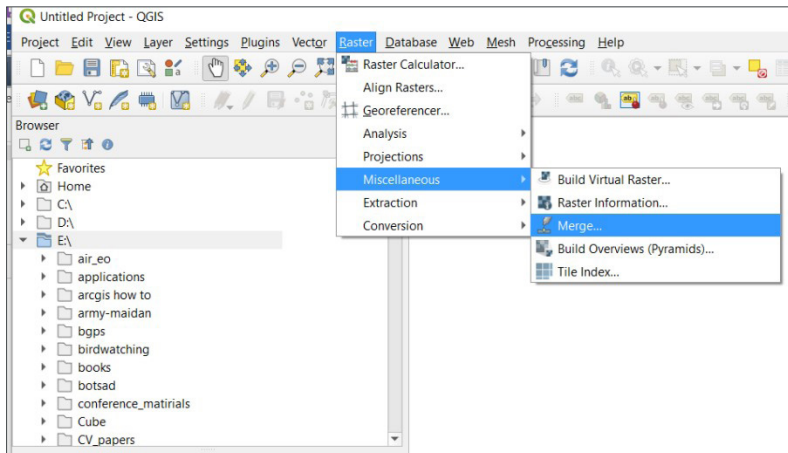 Untitled Project - QGIS
Project Edit View Layer Settings Plugins Vector Raster Database Web Mesh Processing Help
Raster Calculator...
Align Rasters...
Georeferencer...
Analysis
Projections
Miscellaneous
Extraction
Conversion
Build Virtual Raster...
Raster Information...
Merge...
Build Overviews (Pyramids)...
Tile Index...
Browser
Favorites
Home
C:\
D:\
E:\
air_eo
applications
arcgis how to
army-maidan
bgps
birdwatching
books
botsad
conference_matirials
Cube
CV_papers